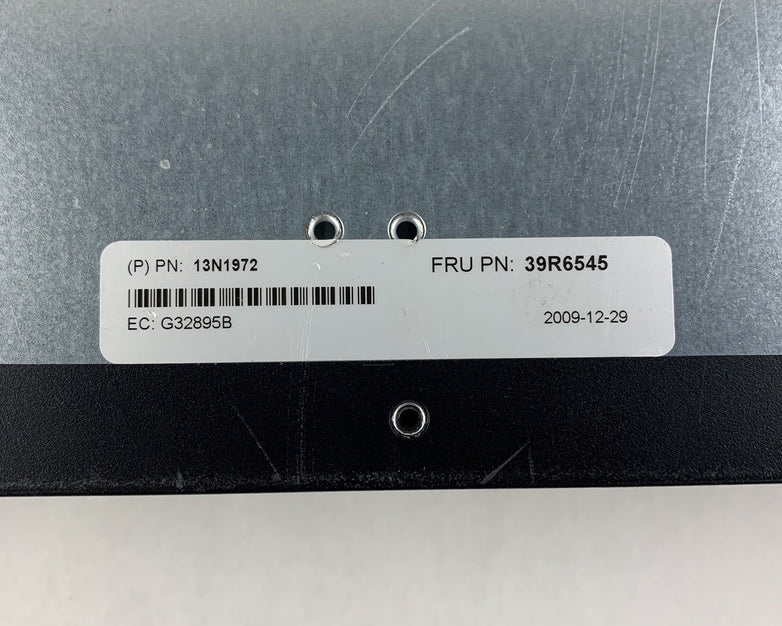 (P) PN: 13N1972
FRU PN: 39R6545
EC: G32895B
2009-12-29